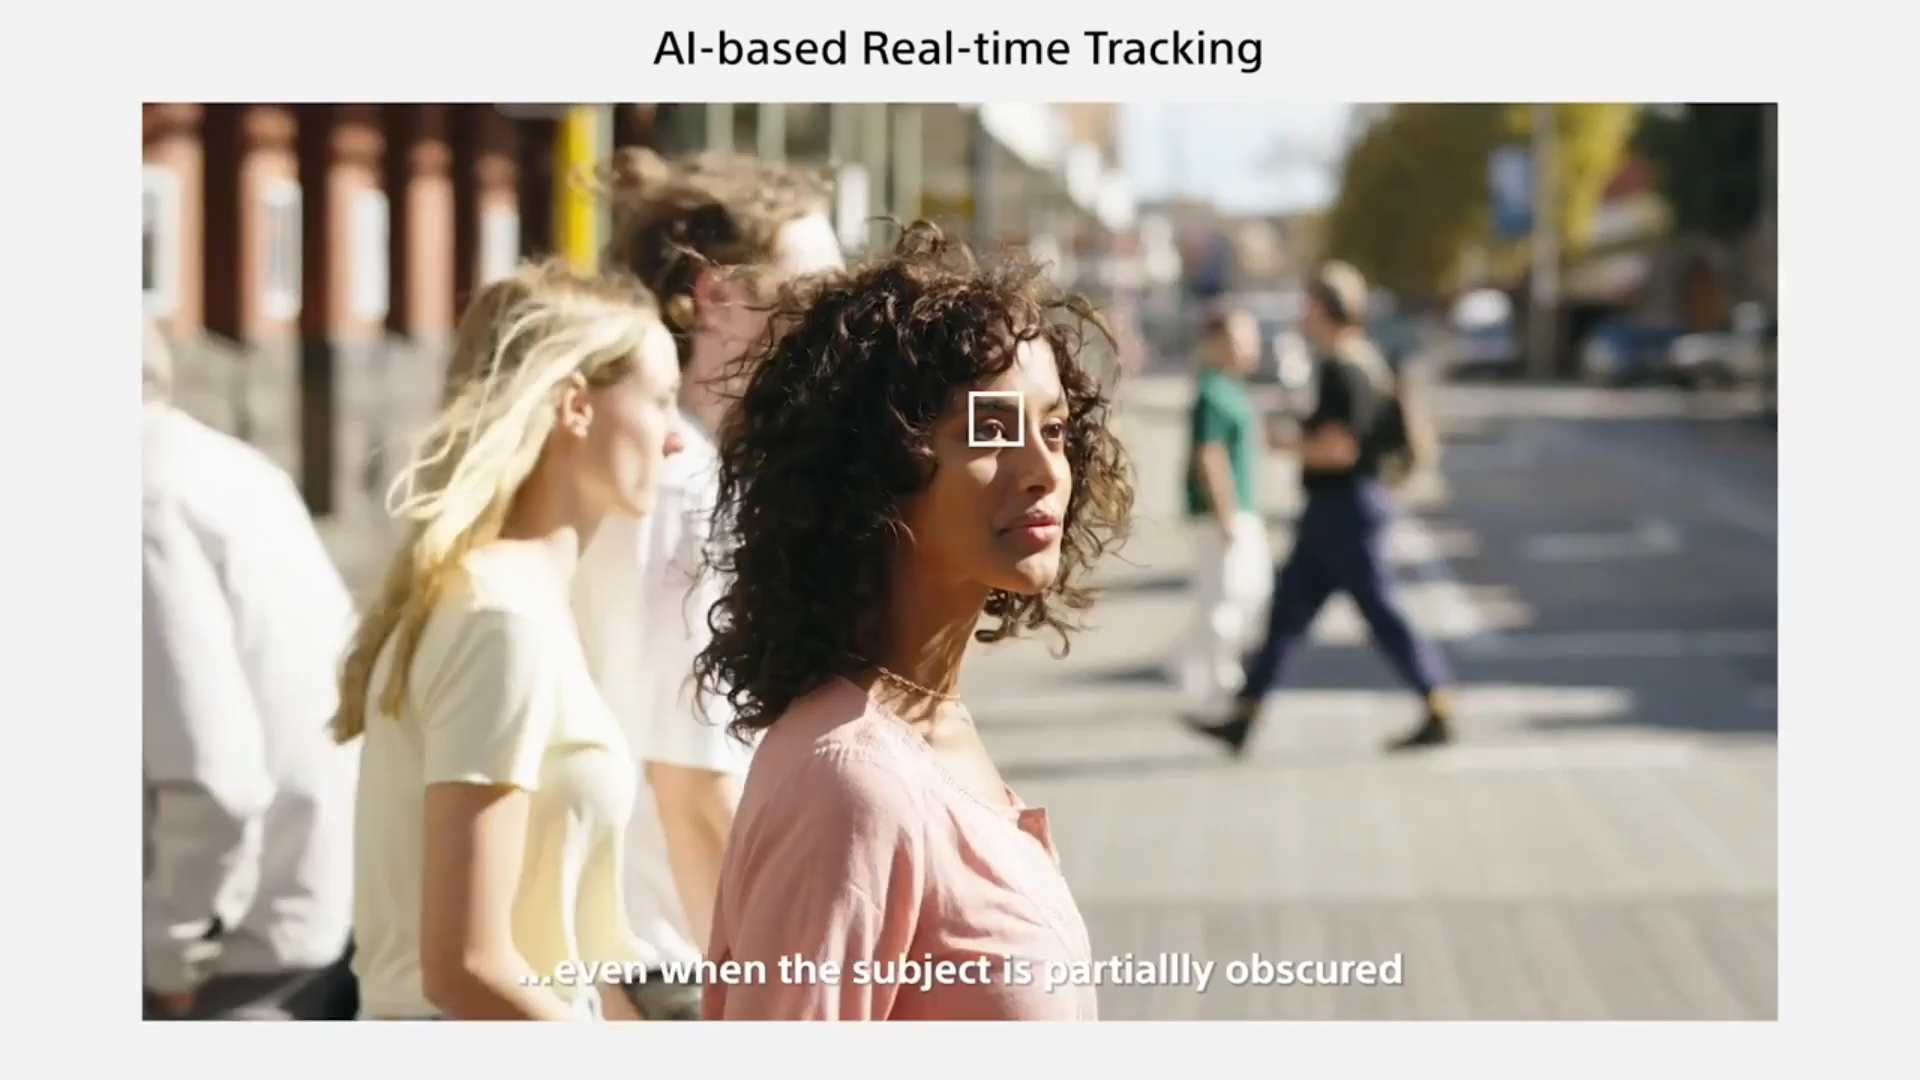 AI-based Real-time Tracking
...even when the subject is partiallly obscured